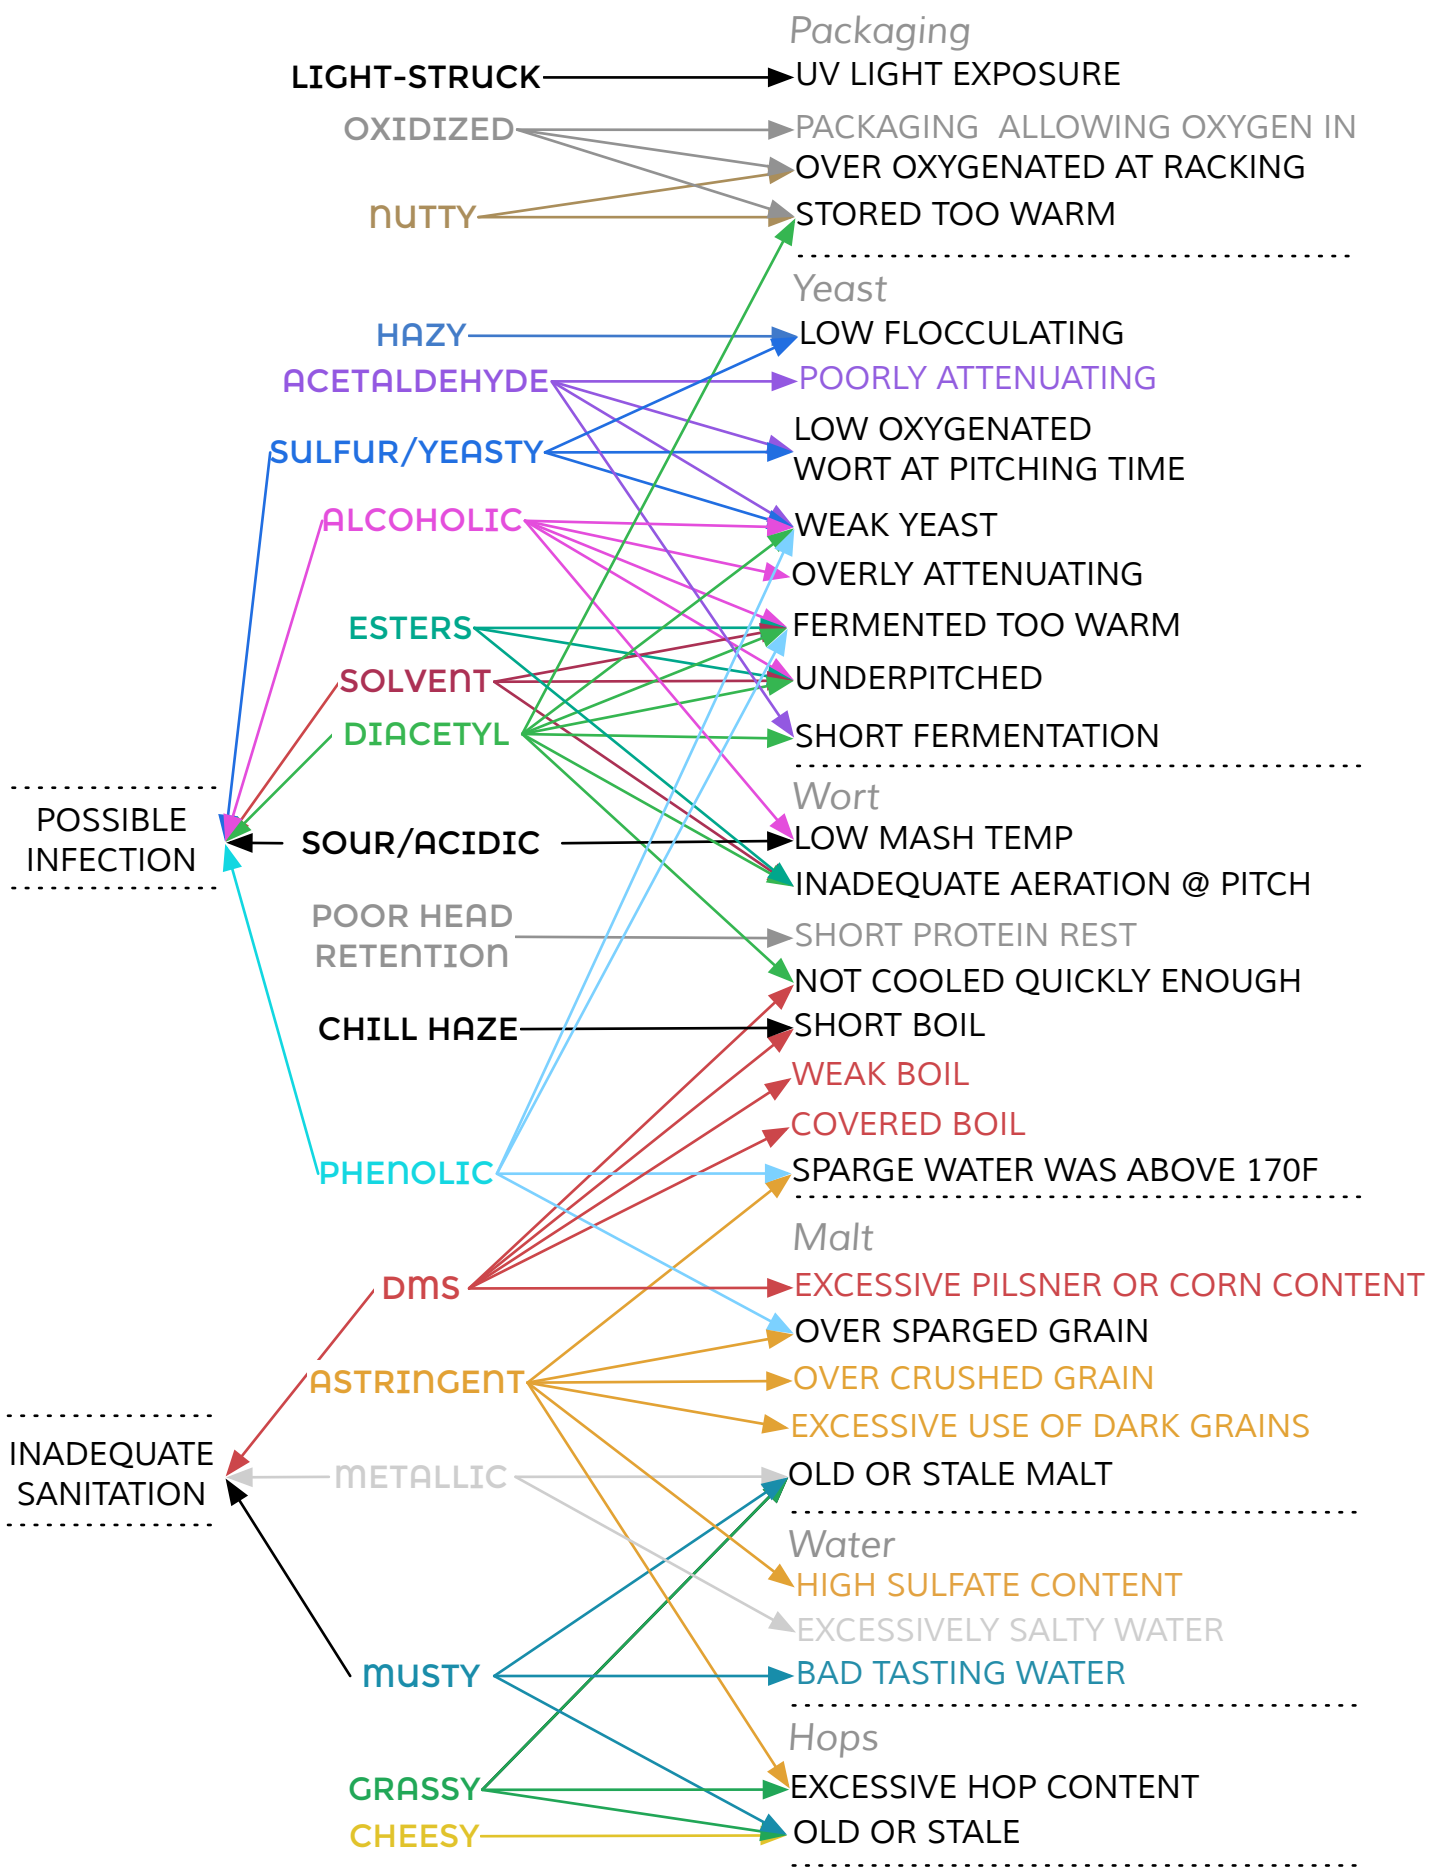 Packaging
LIGHT-STRUCK
UV LIGHT EXPOSURE
OXIDIZED
PACKAGING ALLOWING OXYGEN IN
OVER OXYGENATED AT RACKING
NUTTY
STORED TOO WARM
Yeast
HAZY
LOW FLOCCULATING
ACETALDEHYDE
POORLY ATTENUATING
SULFUR/YEASTY
LOW OXYGENATED
WORT AT PITCHING TIME
ALCOHOLIC
WEAK YEAST
OVERLY ATTENUATING
ESTERS
FERMENTED TOO WARM
SOLVENT
UNDERPITCHED
DIACETYL
SHORT FERMENTATION
POSSIBLE
INFECTION
Wort
SOUR/ACIDIC
LOW MASH TEMP
INADEQUATE AERATION @ PITCH
POOR HEAD
RETENTION
SHORT PROTEIN REST
NOT COOLED QUICKLY ENOUGH
CHILL HAZE
SHORT BOIL
WEAK BOIL
COVERED BOIL
PHENOLIC
SPARGE WATER WAS ABOVE 170F
Malt
DMS
EXCESSIVE PILSNER OR CORN CONTENT
OVER SPARGED GRAIN
ASTRINGENT
OVER CRUSHED GRAIN
EXCESSIVE USE OF DARK GRAINS
INADEQUATE
SANITATION
METALLIC
OLD OR STALE MALT
Water
HIGH SULFATE CONTENT
EXCESSIVELY SALTY WATER
MUSTY
BAD TASTING WATER
Hops
GRASSY
EXCESSIVE HOP CONTENT
CHEESY
OLD OR STALE